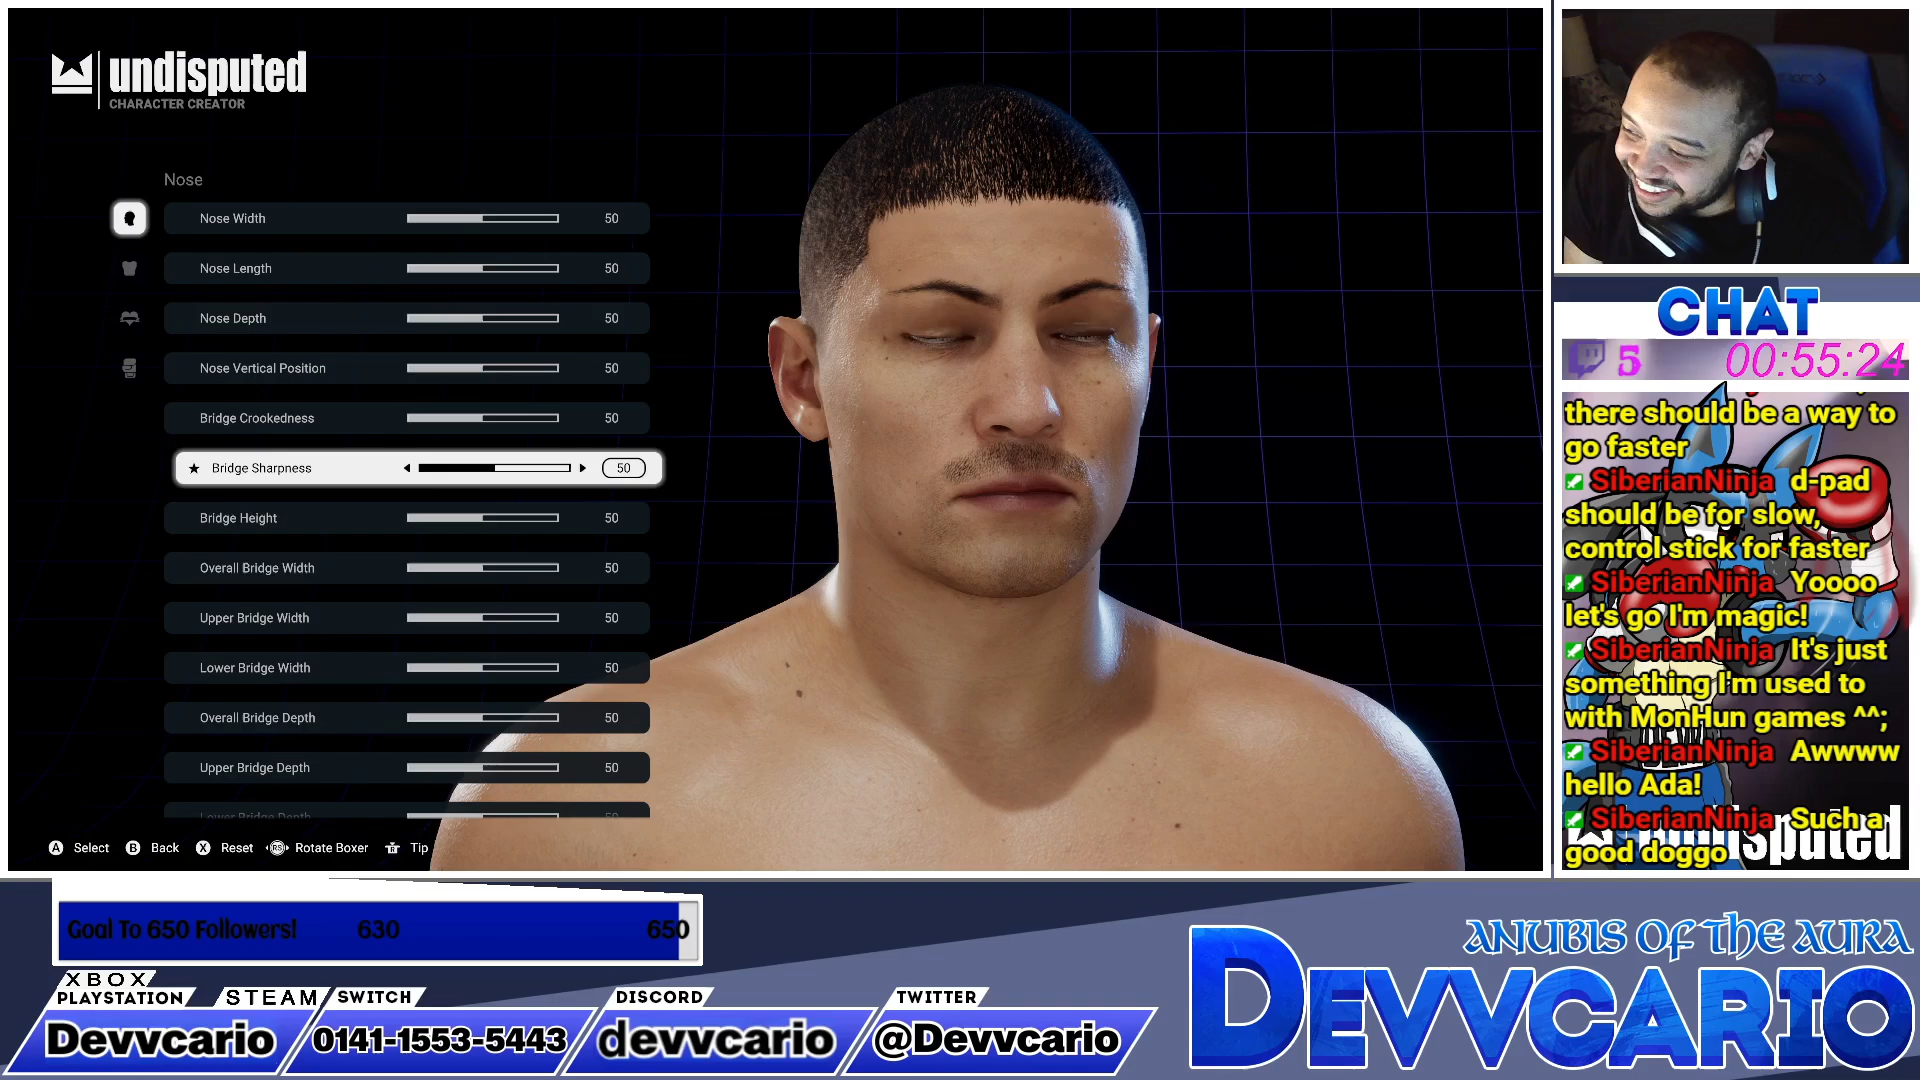 undisputed
CHARACTER CREATOR
Nose
Nose Width 50
Nose Length 50
Nose Depth 50
Nose Vertical Position 50
Bridge Crookedness 50
Bridge Sharpness 50
Bridge Height 50
Overall Bridge Width 50
Upper Bridge Width 50
Lower Bridge Width 50
Overall Bridge Depth 50
Upper Bridge Depth 50
Lower Bridge Depth 50
A Select B Back X Reset RS Rotate Boxer Tip
CHAT
5 00:55:24
there should be a way to
go faster
SiberianNinja d-pad
should be for slow,
control stick for faster
SiberianNinja Yoooo
let's go I'm magic!
SiberianNinja It's just
something I'm used to
with MonHun games ^^;
SiberianNinja Awwww
hello Ada!
SiberianNinja Such a
good doggo
undisputed
Goal To 650 Followers! 630 650
XBOX
PLAYSTATION STEAM SWITCH DISCORD TWITTER
Devvcario 0141-1553-5443 devvcario @Devvcario
ANUBIS OF THE AURA
DEVVCARIO